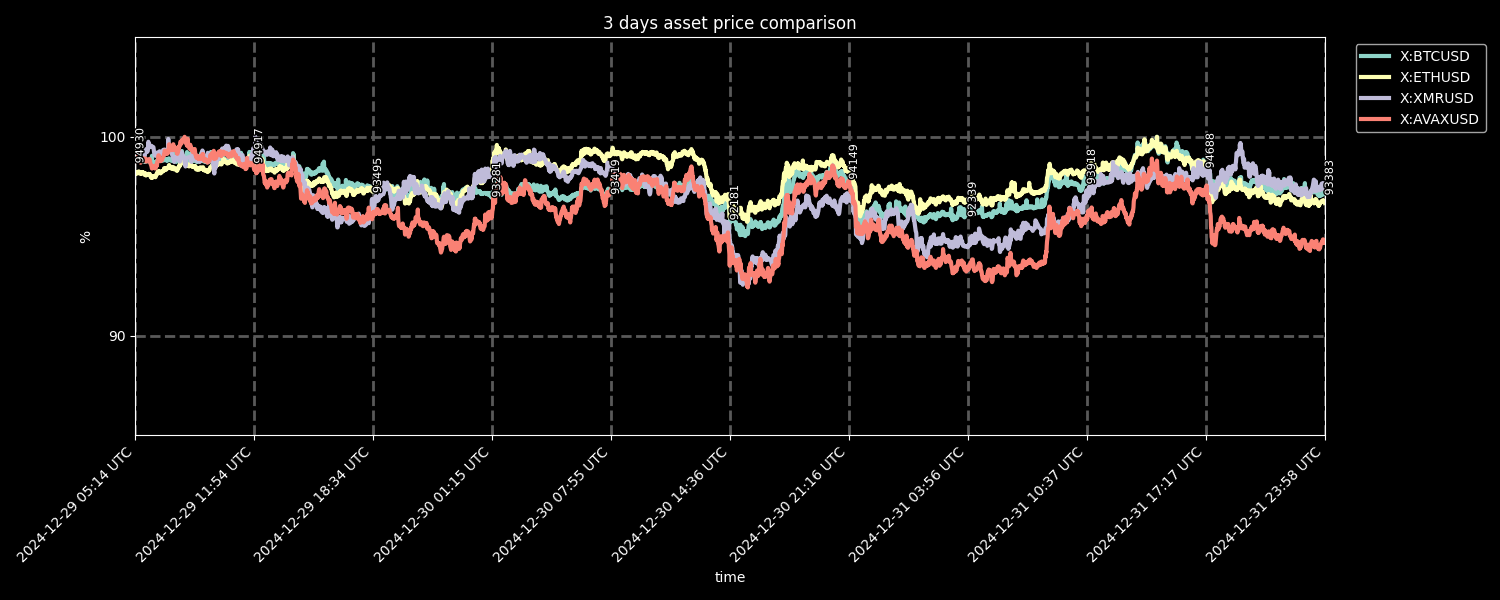 3 days asset price comparison
X:BTCUSD
X:ETHUSD
X:XMRUSD
X:AVAXUSD
100
90
%
94930
94917
93495
93281
93419
92181
94149
92339
93918
94688
93383
2024-12-29 05:14 UTC
2024-12-29 11:54 UTC
2024-12-29 18:34 UTC
2024-12-30 01:15 UTC
2024-12-30 07:55 UTC
2024-12-30 14:36 UTC
2024-12-30 21:16 UTC
2024-12-31 03:56 UTC
2024-12-31 10:37 UTC
2024-12-31 17:17 UTC
2024-12-31 23:58 UTC
time